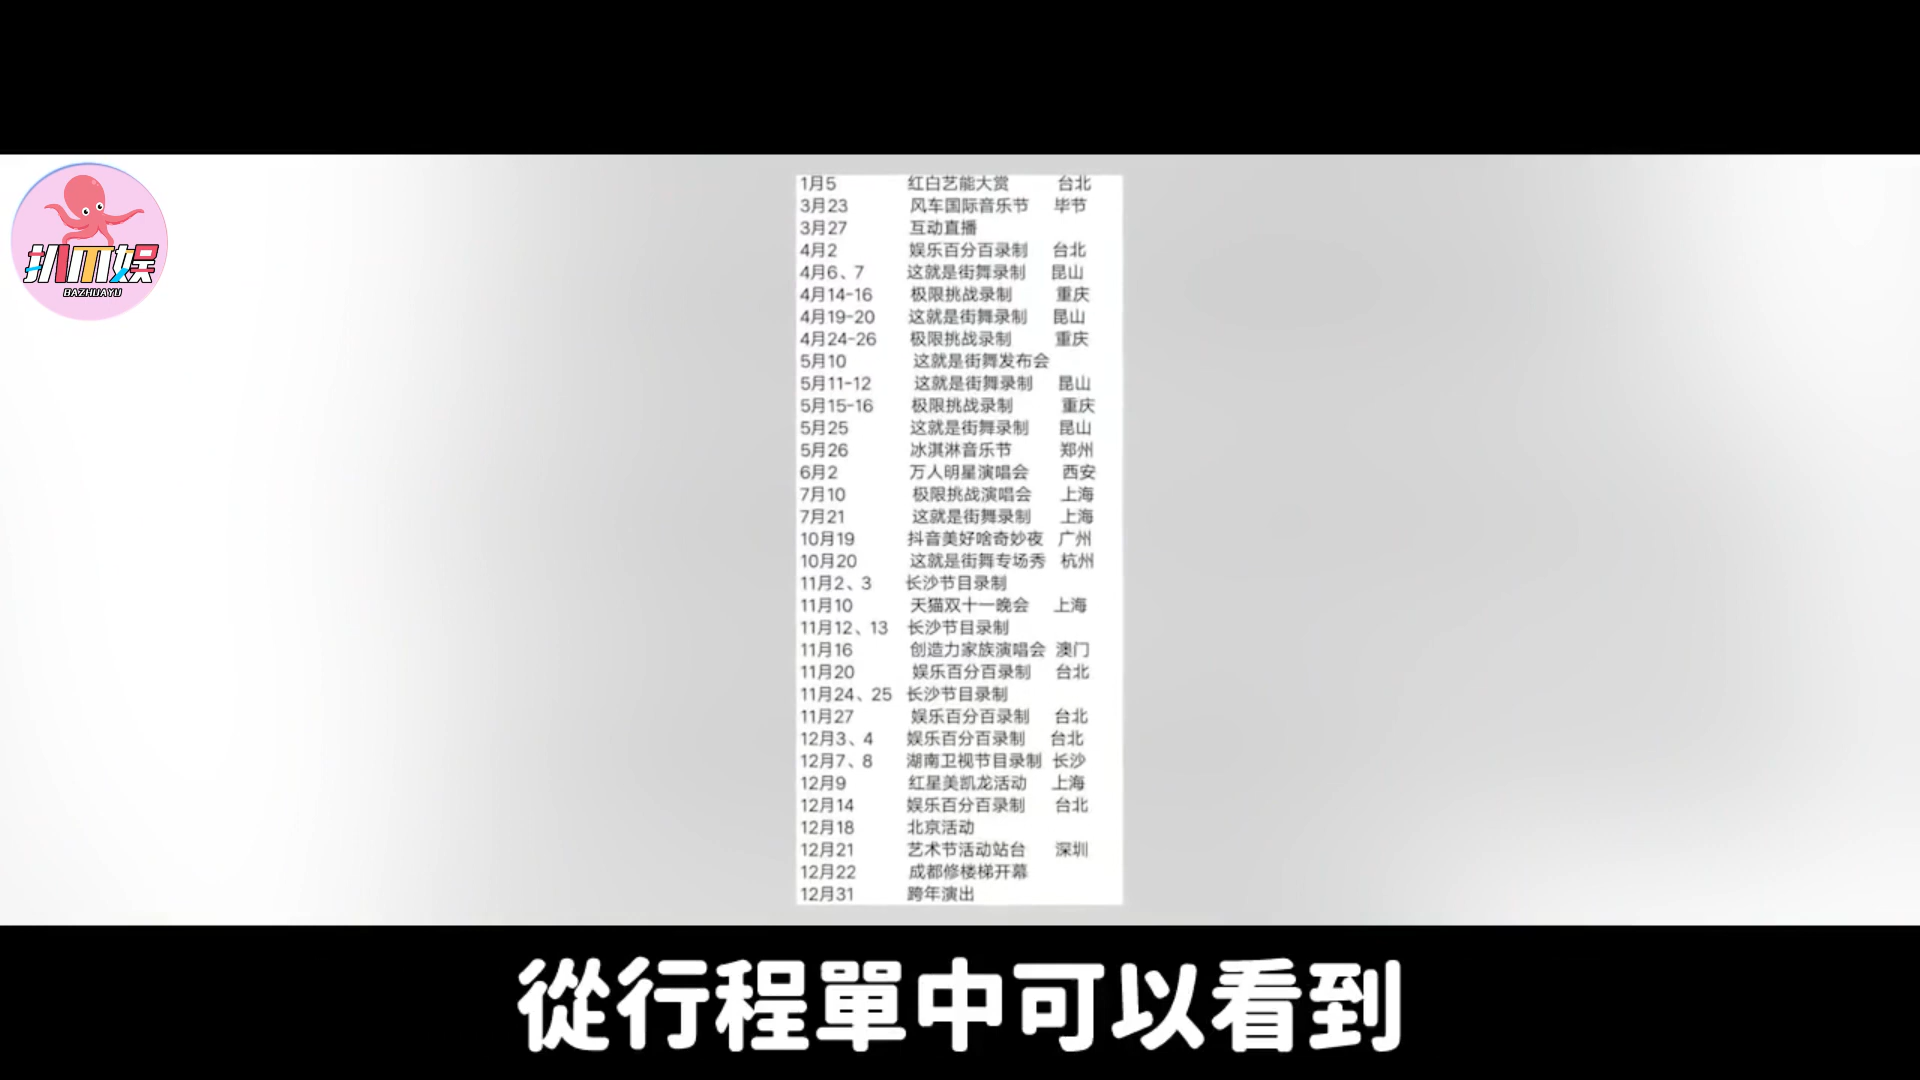 扒爪娱
BAZHUAYU
1月5 红白艺能大赏 台北
3月23 风车国际音乐节 毕节
3月27 互动直播
4月2 娱乐百分百录制 台北
4月6、7 这就是街舞录制 昆山
4月14-16 极限挑战录制 重庆
4月19-20 这就是街舞录制 昆山
4月24-26 极限挑战录制 重庆
5月10 这就是街舞发布会
5月11-12 这就是街舞录制 昆山
5月15-16 极限挑战录制 重庆
5月25 这就是街舞录制 昆山
5月26 冰淇淋音乐节 郑州
6月2 万人明星演唱会 西安
7月10 极限挑战演唱会 上海
7月21 这就是街舞录制 上海
10月19 抖音美好啥奇妙夜 广州
10月20 这就是街舞专场秀 杭州
11月2、3 长沙节目录制
11月10 天猫双十一晚会 上海
11月12、13 长沙节目录制
11月16 创造力家族演唱会 澳门
11月20 娱乐百分百录制 台北
11月24、25 长沙节目录制
11月27 娱乐百分百录制 台北
12月3、4 娱乐百分百录制 台北
12月7、8 湖南卫视节目录制 长沙
12月9 红星美凯龙活动 上海
12月14 娱乐百分百录制 台北
12月18 北京活动
12月21 艺术节活动站台 深圳
12月22 成都修楼梯开幕
12月31 跨年演出
從行程單中可以看到